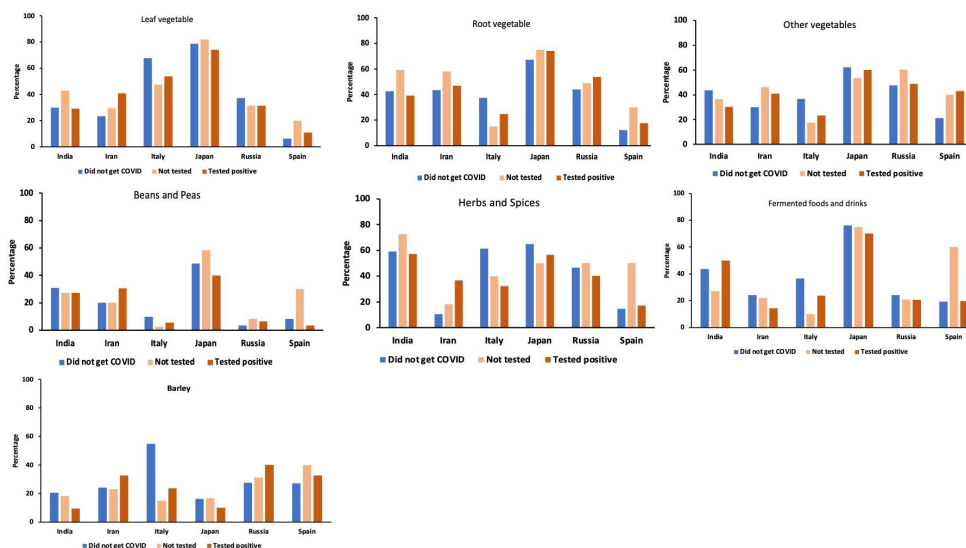 Leaf vegetable
Percentage
100
80
60
40
20
0
India Iran Italy Japan Russia Spain
Did not get COVID Not tested Tested positive
Root vegetable
Percentage
100
80
60
40
20
0
India Iran Italy Japan Russia Spain
Did not get COVID Not tested Tested positive
Other vegetables
Percentage
100
80
60
40
20
0
India Iran Italy Japan Russia Spain
Did not get COVID Not tested Tested positive
Beans and Peas
Percentage
100
80
60
40
20
0
India Iran Italy Japan Russia Spain
Did not get COVID Not tested Tested positive
Herbs and Spices
Percentage
100
80
60
40
20
0
India Iran Italy Japan Russia Spain
Did not get COVID Not tested Tested positive
Fermented foods and drinks
Percentage
100
80
60
40
20
0
India Iran Italy Japan Russia Spain
Did not get COVID Not tested Tested positive
Barley
Percentage
100
80
60
40
20
0
India Iran Italy Japan Russia Spain
Did not get COVID Not tested Tested positive